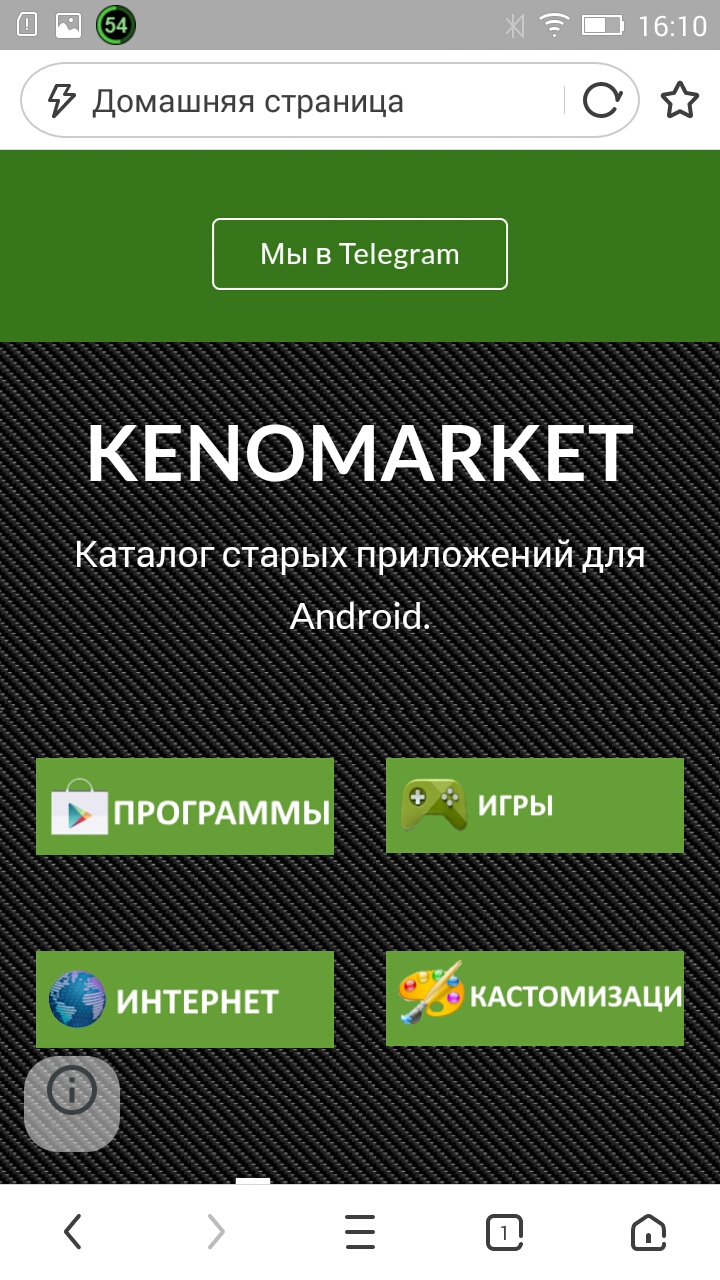 54
16:10
Домашняя страница
Мы в Telegram
KENOMARKET
Каталог старых приложений для
Android.
ПРОГРАММЫ
ИГРЫ
ИНТЕРНЕТ
КАСТОМИЗАЦИ
1